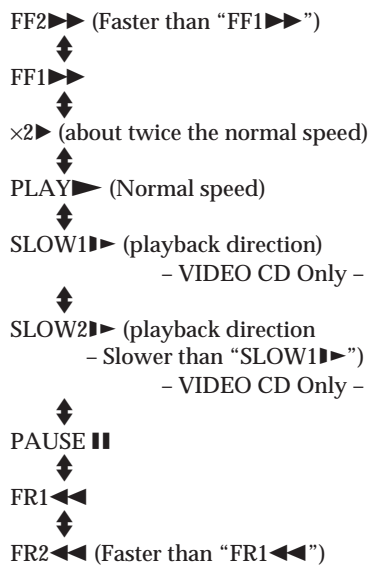 FF2▶▶ (Faster than “FF1▶▶”)
FF1▶▶
×2▶ (about twice the normal speed)
PLAY▶ (Normal speed)
SLOW1▮▶ (playback direction)
– VIDEO CD Only –
SLOW2▮▶ (playback direction
– Slower than “SLOW1▮▶”)
– VIDEO CD Only –
PAUSE ▮▮
FR1◀◀
FR2◀◀ (Faster than “FR1◀◀”)